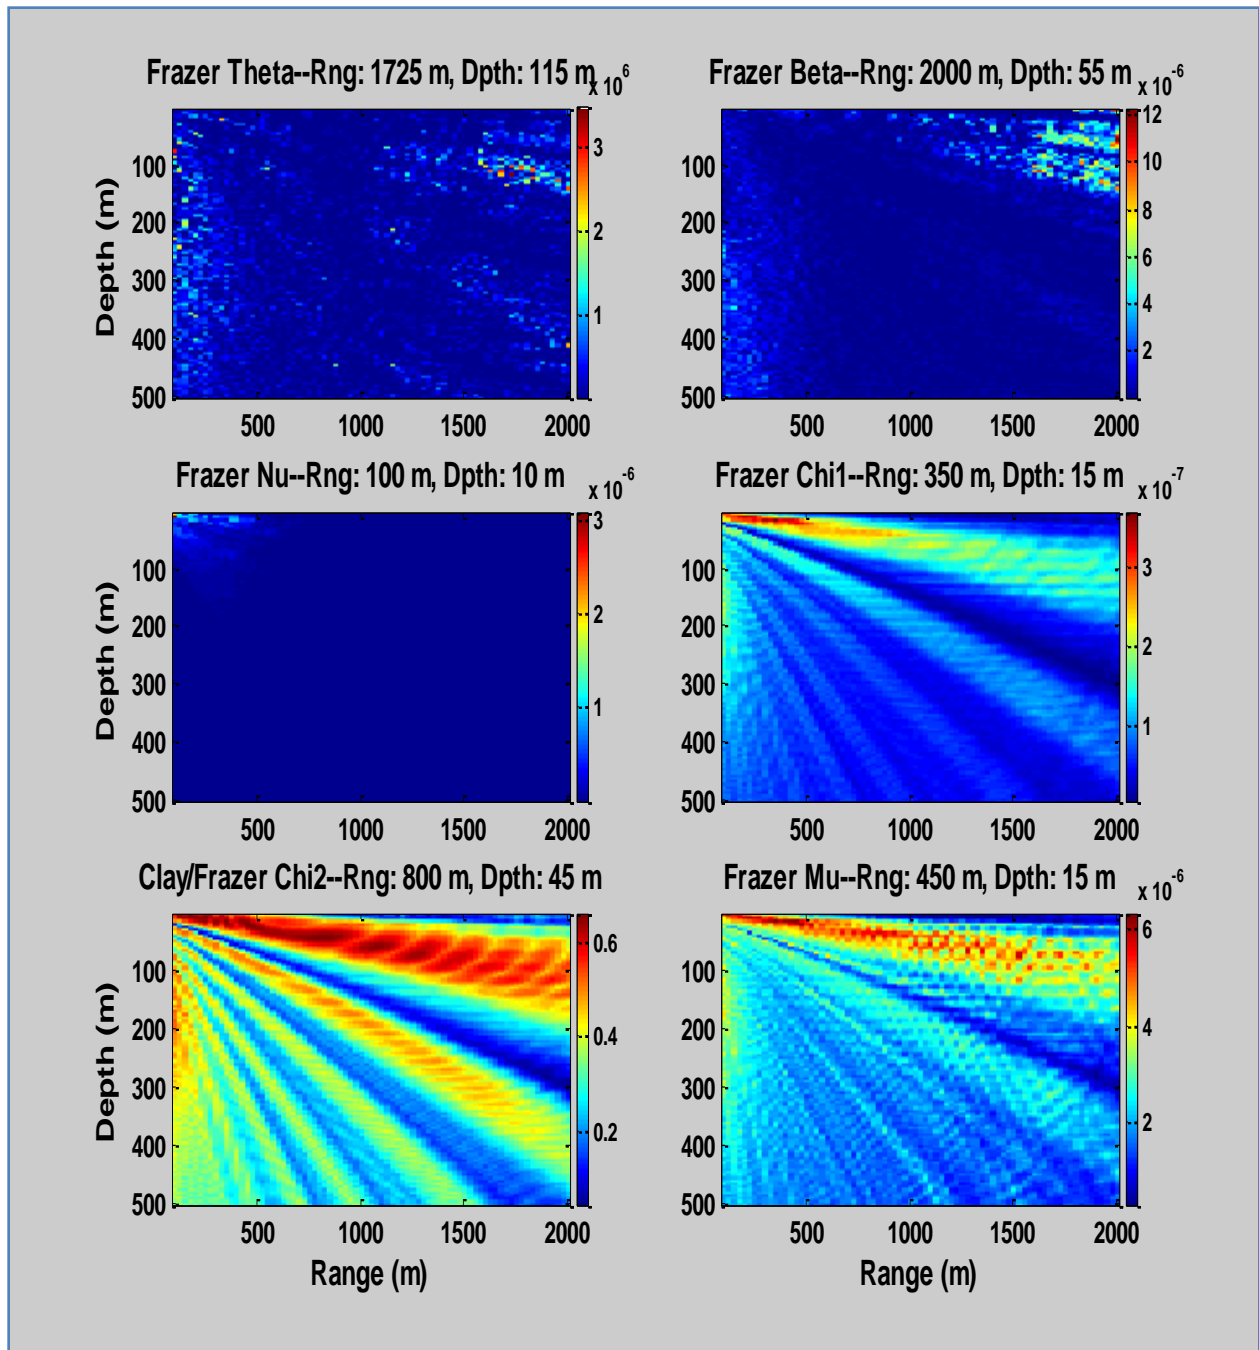 Frazer Theta--Rng: 1725 m, Dpth: 115 m
x 10^6
3
2
1
Depth (m)
100
200
300
400
500
500 1000 1500 2000
Frazer Beta--Rng: 2000 m, Depth: 55 m
x 10^-6
12
10
8
6
4
2
100
200
300
400
500
500 1000 1500 2000
Frazer Nu--Rng: 100 m, Dpth: 10 m
x 10^-6
3
2
1
Depth (m)
100
200
300
400
500
500 1000 1500 2000
Frazer Chi1--Rng: 350 m, Dpth: 15 m
x 10^-7
3
2
1
100
200
300
400
500
500 1000 1500 2000
Clay/Frazer Chi2--Rng: 800 m, Dpth: 45 m
0.6
0.4
0.2
Depth (m)
100
200
300
400
500
500 1000 1500 2000
Range (m)
Frazer Mu--Rng: 450 m, Dpth: 15 m
x 10^-6
6
4
2
100
200
300
400
500
500 1000 1500 2000
Range (m)